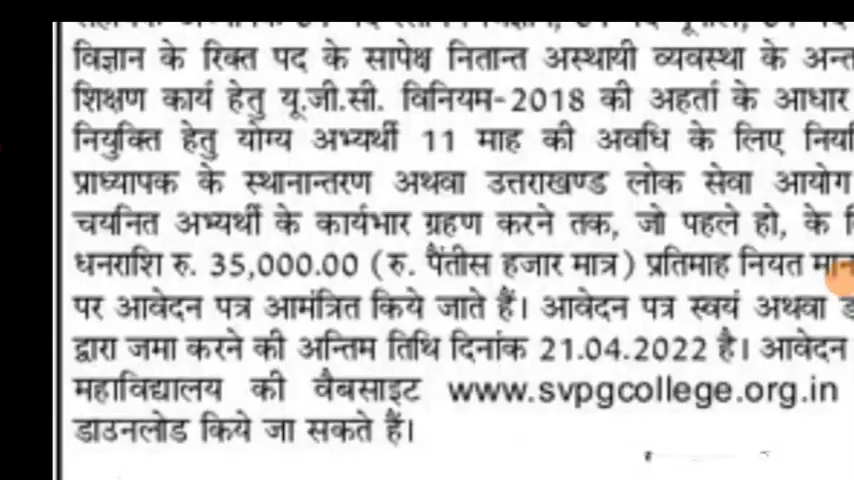 विज्ञान के रिक्त पद के सापेक्ष नितान्त अस्थायी व्यवस्था के
शिक्षण कार्य हेतु यू.जी.सी. विनियम-2018 की अहर्ता के आधार
नियुक्ति हेतु योग्य अभ्यर्थी 11 माह की अवधि के लिए
प्राध्यापक के स्थानान्तरण अथवा उत्तराखण्ड लोक सेवा आयोग
चयनित अभ्यर्थी के कार्यभार ग्रहण करने तक, जो पहले हो, के
धनराशि रु. 35,000.00 (रु. पैंतीस हजार मात्र) प्रतिमाह नियत
पर आवेदन पत्र आमंत्रित किये जाते हैं। आवेदन पत्र स्वयं अथवा
द्वारा जमा करने की अन्तिम तिथि दिनांक 21.04.2022 है। आवेदन
महाविद्यालय की वैबसाइट www.svpgcollege.org.in
डाउनलोड किये जा सकते हैं।